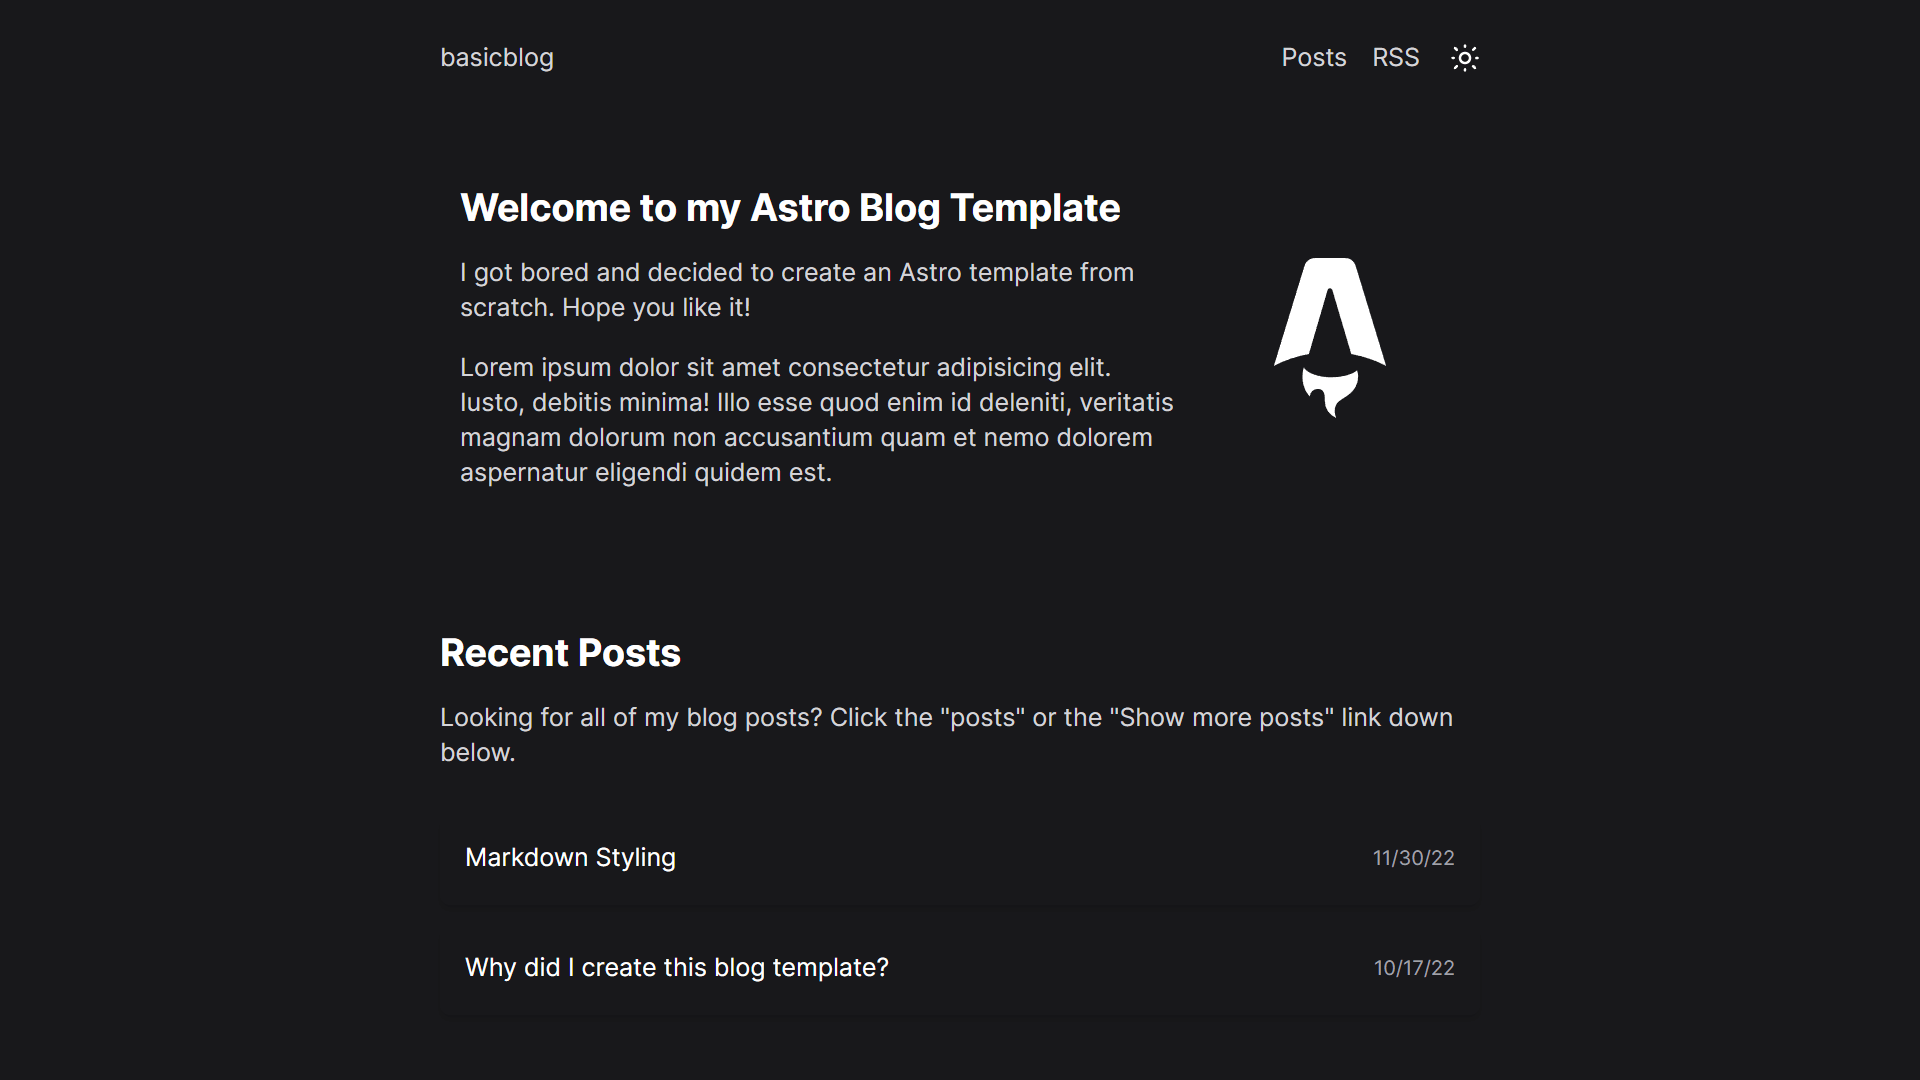 basicblog
Posts RSS
Welcome to my Astro Blog Template
I got bored and decided to create an Astro template from
scratch. Hope you like it!
Lorem ipsum dolor sit amet consectetur adipisicing elit.
Iusto, debitis minima! Illo esse quod enim id deleniti, veritatis
magnam dolorum non accusantium quam et nemo dolorem
aspernatur eligendi quidem est.
Recent Posts
Looking for all of my blog posts? Click the "posts" or the "Show more posts" link down
below.
Markdown Styling 11/30/22
Why did I create this blog template? 10/17/22